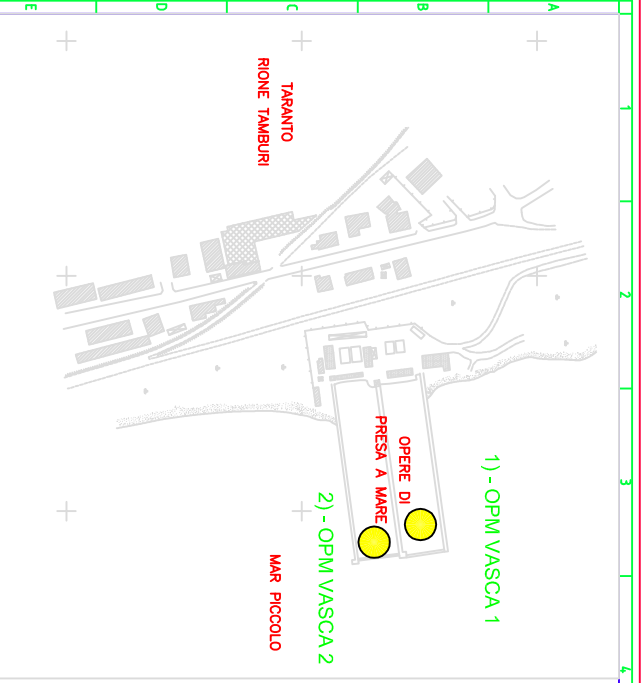 E
D
C
B
A
1
2
3
4
TARANTO
RIONE TAMBURI
OPERE DI
PRESA A MARE
1) - OPM VASCA 1
2) - OPM VASCA 2
MAR PICCOLO